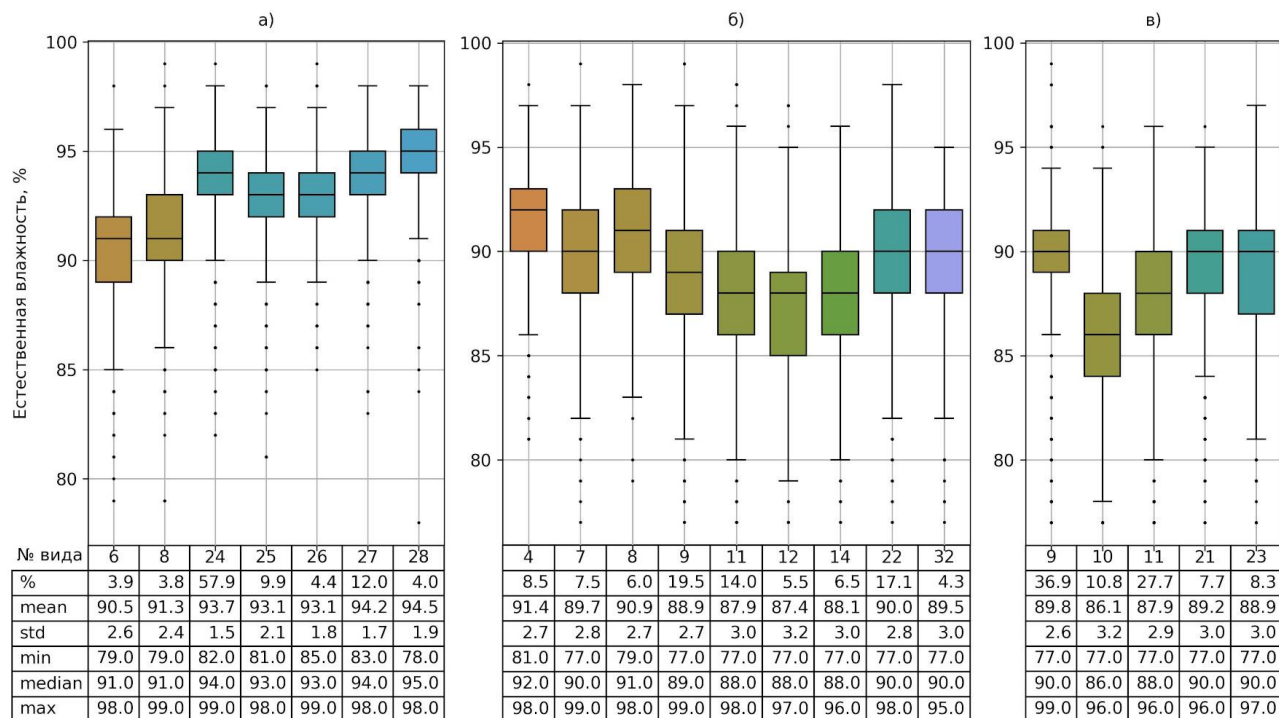 а) б) в)
100 100 100
95 95 95
90 90 90
85 85 85
80 80 80
Естественная влажность, %
№ вида 6 8 24 25 26 27 28 4 7 8 9 11 12 14 22 32 9 10 11 21 23
% 3.9 3.8 57.9 9.9 4.4 12.0 4.0 8.5 7.5 6.0 19.5 14.0 5.5 6.5 17.1 4.3 36.9 10.8 27.7 7.7 8.3
mean 90.5 91.3 93.7 93.1 93.1 94.2 94.5 91.4 89.7 90.9 88.9 87.9 87.4 88.1 90.0 89.5 89.8 86.1 87.9 89.2 88.9
std 2.6 2.4 1.5 2.1 1.8 1.7 1.9 2.7 2.8 2.7 2.7 3.0 3.2 3.0 2.8 3.0 2.6 3.2 2.9 3.0 3.0
min 79.0 79.0 82.0 81.0 85.0 83.0 78.0 81.0 77.0 79.0 77.0 77.0 77.0 77.0 77.0 77.0 77.0 77.0 77.0 77.0 77.0
median 91.0 91.0 94.0 93.0 93.0 94.0 95.0 92.0 90.0 91.0 89.0 88.0 88.0 88.0 90.0 90.0 90.0 86.0 88.0 90.0 90.0
max 98.0 99.0 99.0 98.0 99.0 98.0 98.0 98.0 99.0 98.0 99.0 98.0 97.0 96.0 98.0 95.0 99.0 96.0 96.0 96.0 97.0